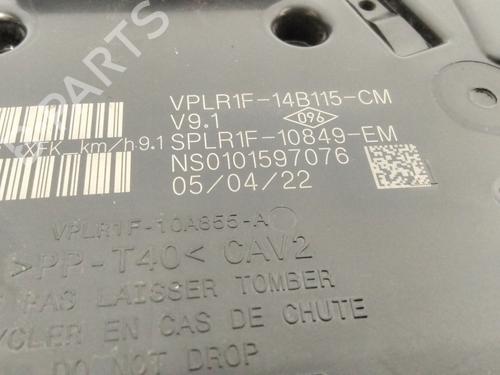 VPLR1F-14B115-CM
V9.1
096
XFK km/h 9.1 SPLR1F-10849-EM
NS0101597076
05/04/22
VPLR1F-10A855-A
>PP-T40< CAV2
PAS LAISSER TOMBER
CYCLER EN CAS DE CHUTE
DO NOT DROP
B-PARTS